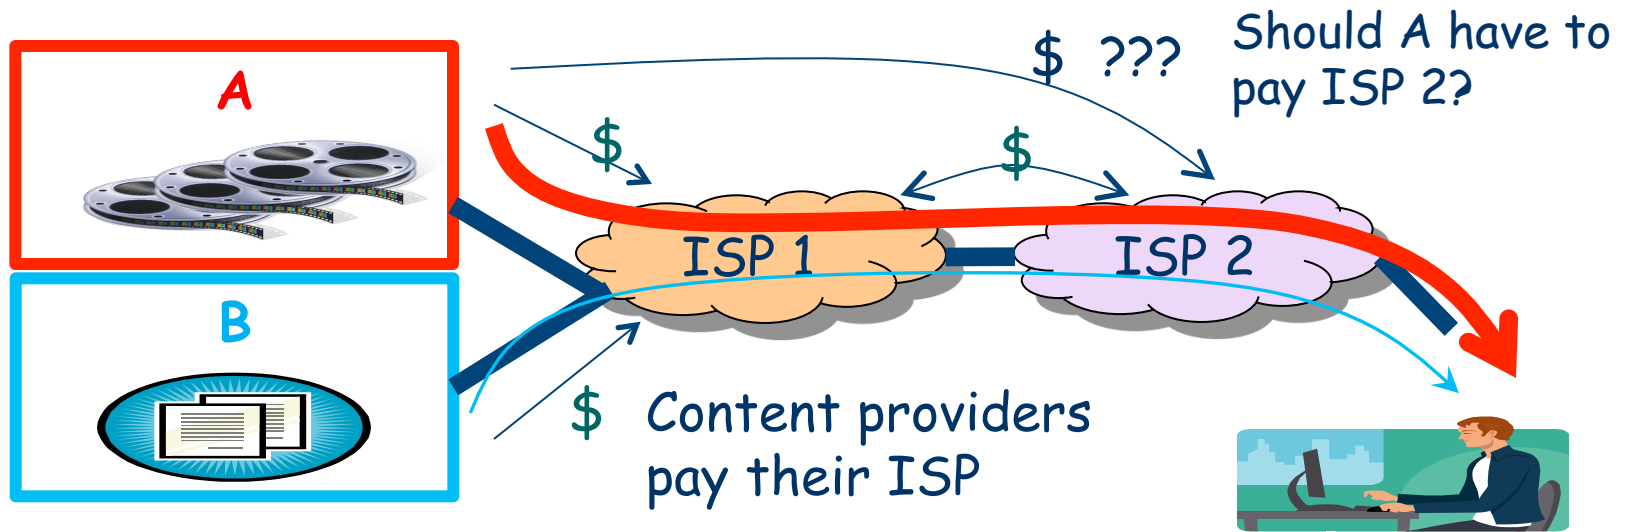 A
B
$
$
$ ???
Should A have to
pay ISP 2?
ISP 1
ISP 2
$
Content providers
pay their ISP